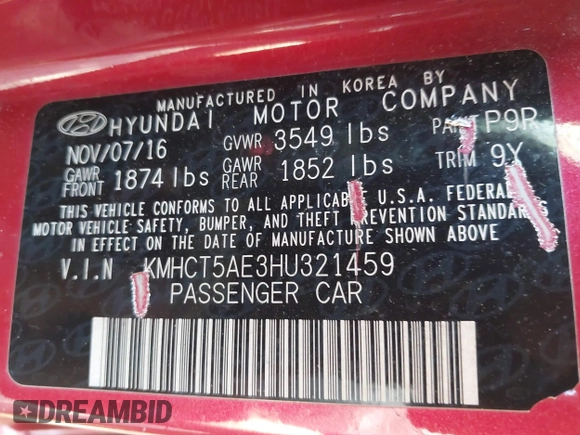 MANUFACTURED IN KOREA BY
HYUNDAI MOTOR COMPANY
NOV/07/16 GVWR 3549 lbs PAINT P9R
GAWR FRONT 1874 lbs GAWR REAR 1852 lbs TRIM 9Y
THIS VEHICLE CONFORMS TO ALL APPLICABLE U.S.A. FEDERAL
MOTOR VEHICLE SAFETY, BUMPER, AND THEFT PREVENTION STANDARDS
IN EFFECT ON THE DATE OF MANUFACTURE SHOWN ABOVE
V.I.N KMHCT5AE3HU321459
PASSENGER CAR
DREAMBID